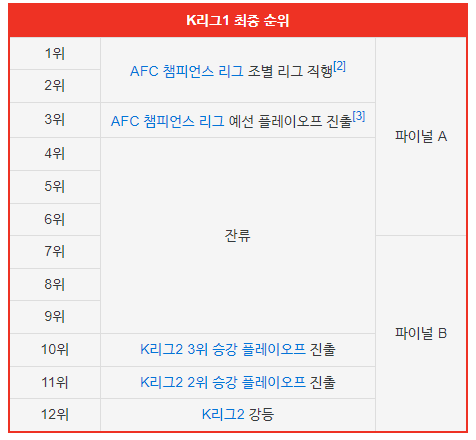 K리그1 최종 순위
1위
AFC 챔피언스 리그 조별 리그 직행[2]
2위
3위
AFC 챔피언스 리그 예선 플레이오프 진출[3]
파이널 A
4위
5위
6위
잔류
7위
8위
9위
파이널 B
10위
K리그2 3위 승강 플레이오프 진출
11위
K리그2 2위 승강 플레이오프 진출
12위
K리그2 강등